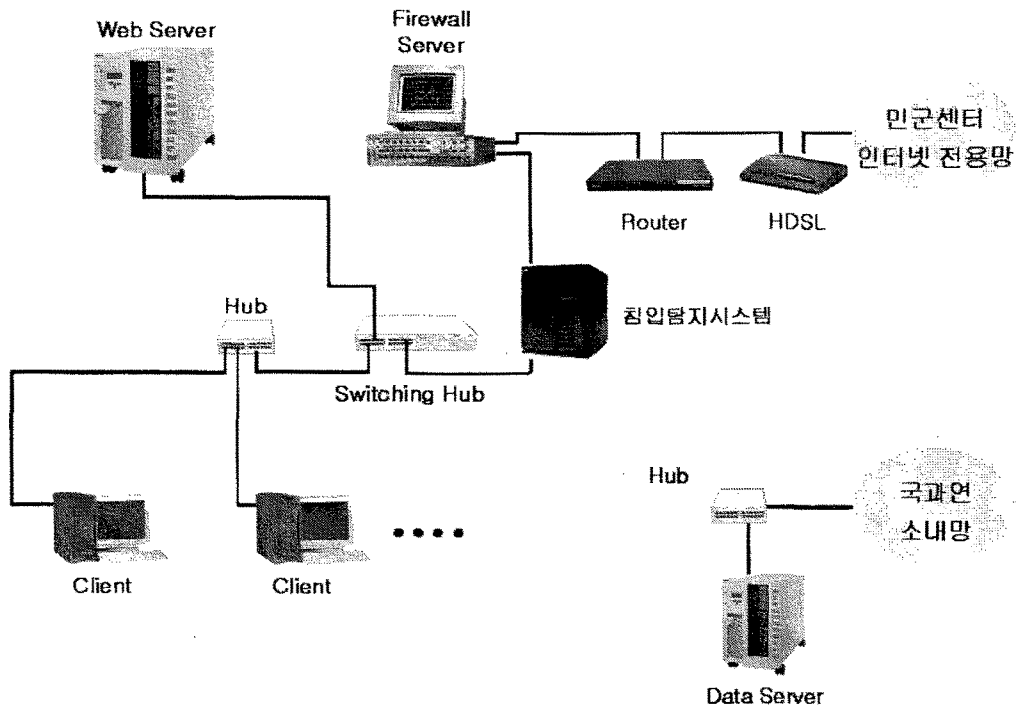 Web Server
Firewall
Server
민군센터
인터넷 전용망
Router
HDSL
침입탐지시스템
Hub
Switching Hub
Client
Client
Hub
국과연
소내망
Data Server